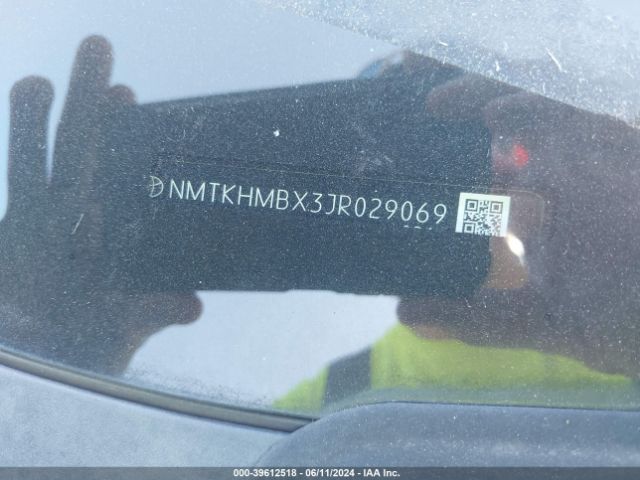 NMTKHMBX3JR029069
000-39612518 - 06/11/2024 - IAA Inc.